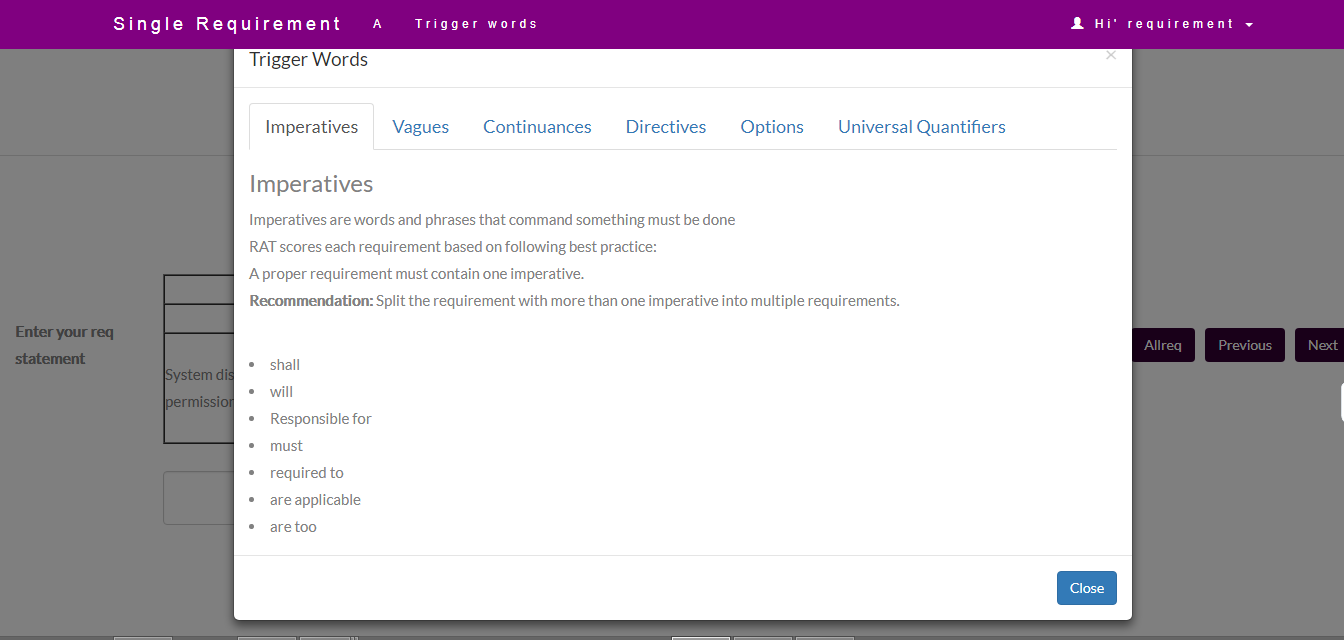 Single Requirement A Trigger words Hi' requirement
Trigger Words ×
Imperatives Vagues Continuances Directives Options Universal Quantifiers
Imperatives
Imperatives are words and phrases that command something must be done
RAT scores each requirement based on following best practice:
A proper requirement must contain one imperative.
Recommendation: Split the requirement with more than one imperative into multiple requirements.
Enter your req
statement
System dis
permission
Allreq Previous Next
• shall
• will
• Responsible for
• must
• required to
• are applicable
• are too
Close